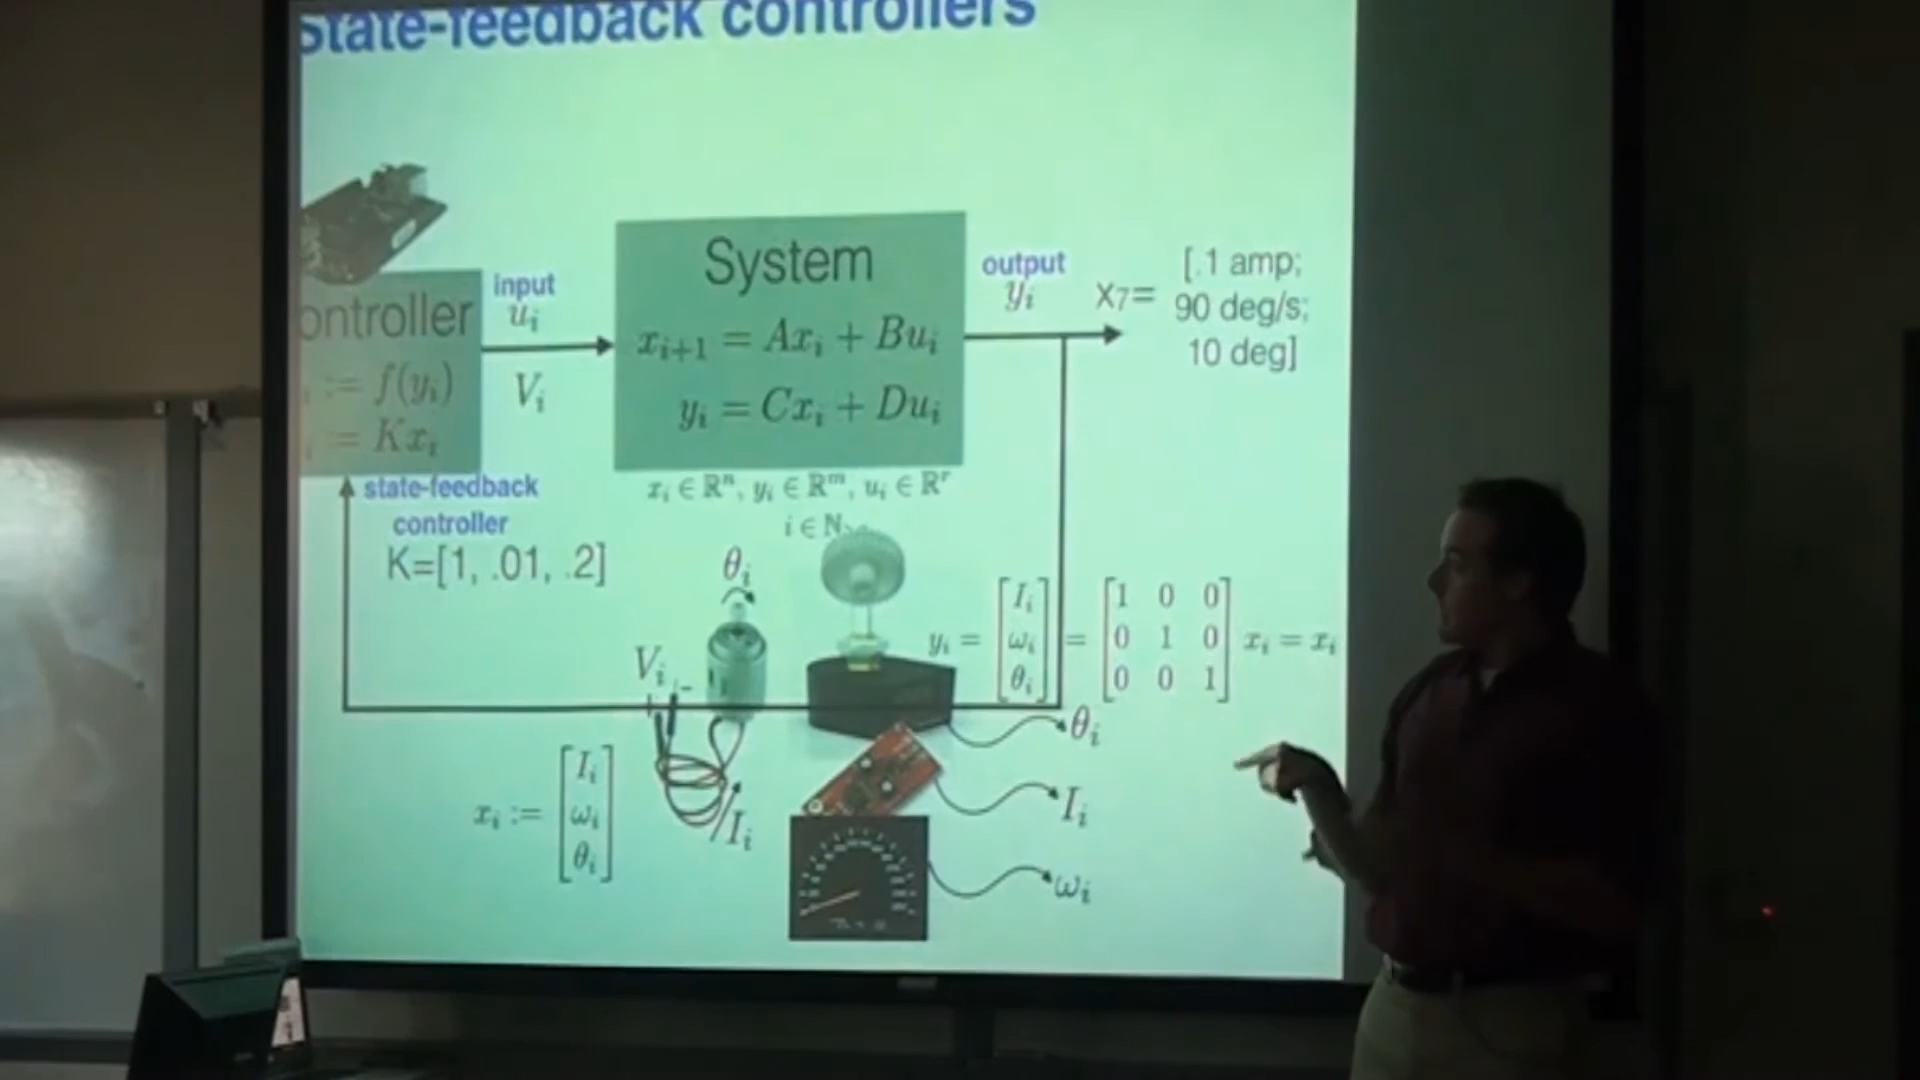 State-feedback controllers
ontroller
:= f(y_i)
:= Kx_i
input
u_i
V_i
System
x_{i+1} = Ax_i + Bu_i
y_i = Cx_i + Du_i
output
y_i
x_7= [.1 amp;
90 deg/s;
10 deg]
state-feedback
controller
K=[1, .01, .2]
x_i ∈ ℝⁿ, y_i ∈ ℝᵐ, u_i ∈ ℝʳ
i ∈ ℕ
θ_i
V_i
+ -
y_i = [I_i ω_i θ_i] = [1 0 0
0 1 0
0 0 1] x_i = x_i
θ_i
x_i := [I_i ω_i θ_i]
I_i
I_i
ω_i